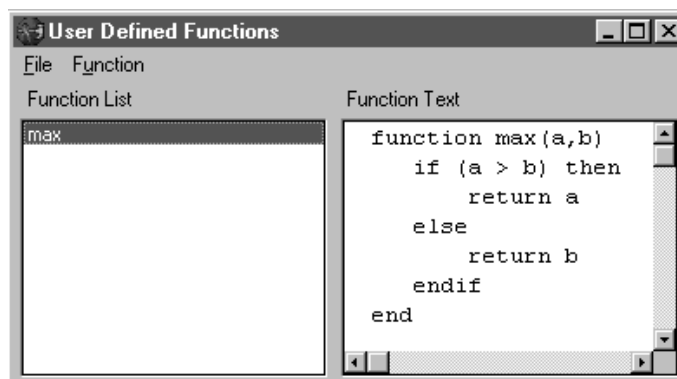 User Defined Functions
File Function
Function List
max
Function Text
function max(a,b)
if (a > b) then
return a
else
return b
endif
end